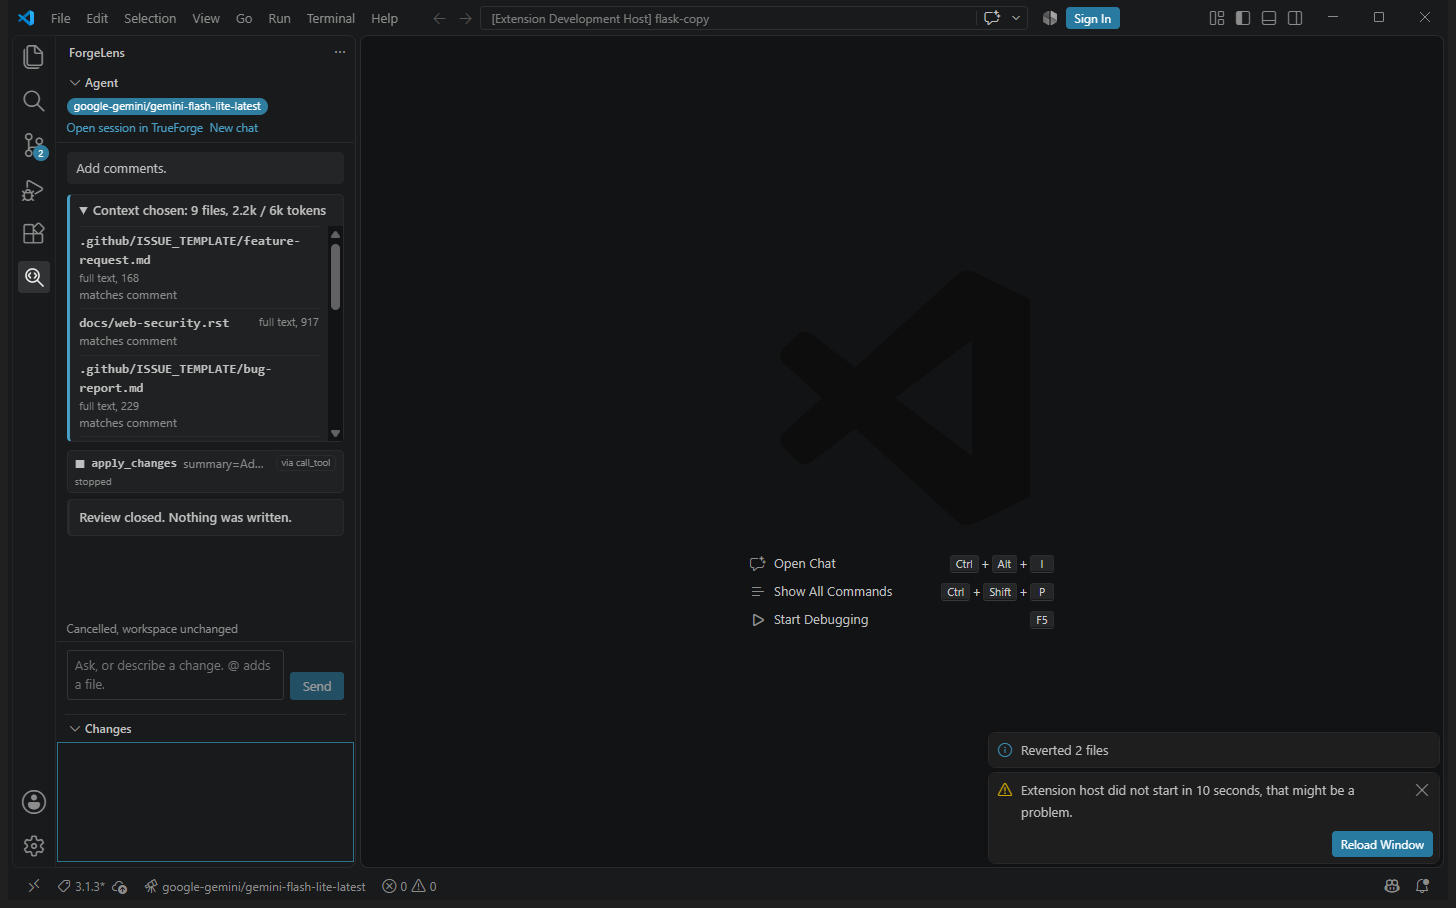 File Edit Selection View Go Run Terminal Help
[Extension Development Host] flask-copy
Sign In
ForgeLens
Agent
google-gemini/gemini-flash-lite-latest
Open session in TrueForge New chat
2
Add comments.
Context chosen: 9 files, 2.2k / 6k tokens
.github/ISSUE_TEMPLATE/feature-
request.md
full text, 168
matches comment
docs/web-security.rst full text, 917
matches comment
.github/ISSUE_TEMPLATE/bug-
report.md
full text, 229
matches comment
apply_changes summary=Ad... via call_tool
stopped
Review closed. Nothing was written.
Cancelled, workspace unchanged
Ask, or describe a change. @ adds
a file.
Send
Changes
Open Chat Ctrl + Alt + I
Show All Commands Ctrl + Shift + P
Start Debugging F5
Reverted 2 files
Extension host did not start in 10 seconds, that might be a
problem.
Reload Window
3.1.3* google-gemini/gemini-flash-lite-latest 0 0